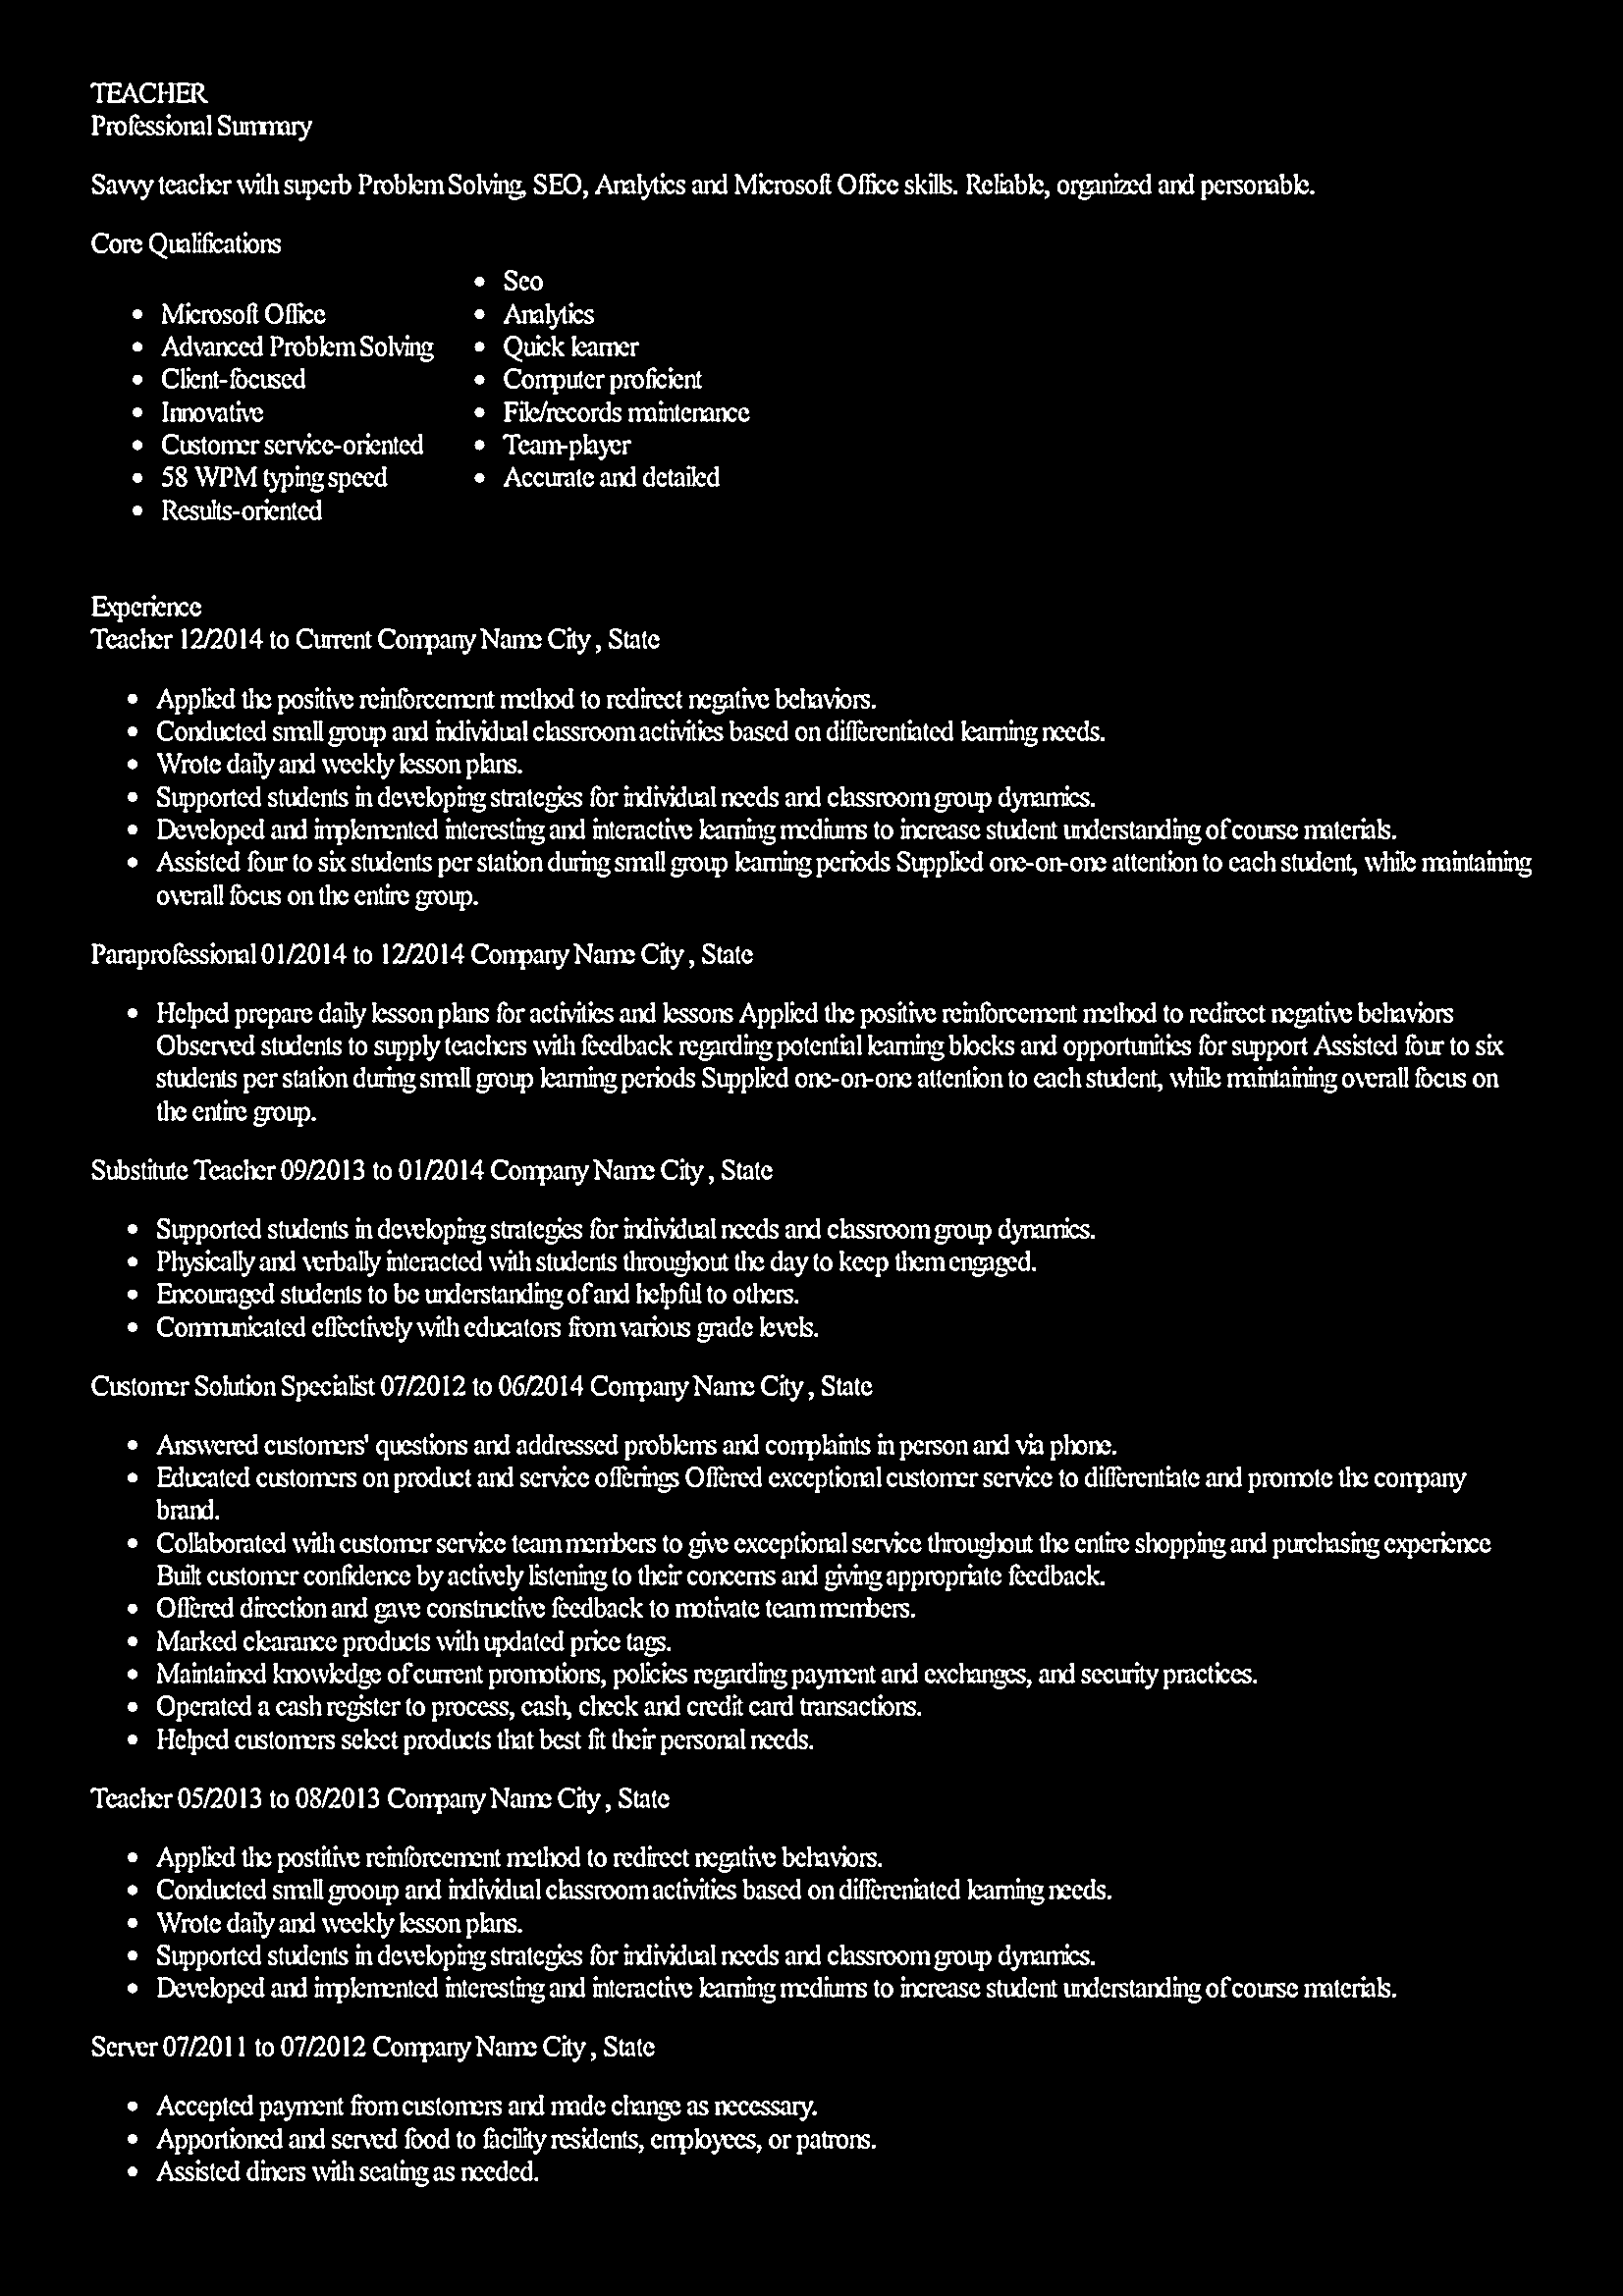 TEACHER
Professional Summary
Savvy teacher with superb Problem Solving, SEO, Analytics and Microsoft Office skills. Reliable, organized and personable.
Core Qualifications
• Microsoft Office
• Advanced Problem Solving
• Client-focused
• Innovative
• Customer service-oriented
• 58 WPM typing speed
• Results-oriented
• Seo
• Analytics
• Quick learner
• Computer proficient
• File/records maintenance
• Team-player
• Accurate and detailed
Experience
Teacher 12/2014 to Current Company Name City , State
• Applied the positive reinforcement method to redirect negative behaviors.
• Conducted small group and individual classroom activities based on differentiated learning needs.
• Wrote daily and weekly lesson plans.
• Supported students in developing strategies for individual needs and classroom group dynamics.
• Developed and implemented interesting and interactive learning mediums to increase student understanding of course materials.
• Assisted four to six students per station during small group learning periods Supplied one-on-one attention to each student, while maintaining
overall focus on the entire group.
Paraprofessional 01/2014 to 12/2014 Company Name City , State
• Helped prepare daily lesson plans for activities and lessons Applied the positive reinforcement method to redirect negative behaviors
Observed students to supply teachers with feedback regarding potential learning blocks and opportunities for support Assisted four to six
students per station during small group learning periods Supplied one-on-one attention to each student, while maintaining overall focus on
the entire group.
Substitute Teacher 09/2013 to 01/2014 Company Name City , State
• Supported students in developing strategies for individual needs and classroom group dynamics.
• Physically and verbally interacted with students throughout the day to keep them engaged.
• Encouraged students to be understanding of and helpful to others.
• Communicated effectively with educators from various grade levels.
Customer Solution Specialist 07/2012 to 06/2014 Company Name City , State
• Answered customers' questions and addressed problems and complaints in person and via phone.
• Educated customers on product and service offerings Offered exceptional customer service to differentiate and promote the company
brand.
• Collaborated with customer service team members to give exceptional service throughout the entire shopping and purchasing experience
Built customer confidence by actively listening to their concerns and giving appropriate feedback.
• Offered direction and gave constructive feedback to motivate team members.
• Marked clearance products with updated price tags.
• Maintained knowledge of current promotions, policies regarding payment and exchanges, and security practices.
• Operated a cash register to process, cash, check and credit card transactions.
• Helped customers select products that best fit their personal needs.
Teacher 05/2013 to 08/2013 Company Name City , State
• Applied the postitive reinforcement method to redirect negative behaviors.
• Conducted small grooup and individual classroom activities based on differeniated learning needs.
• Wrote daily and weekly lesson plans.
• Supported students in developing strategies for individual needs and classroom group dynamics.
• Developed and implemented interesting and interactive learning mediums to increase student understanding of course materials.
Server 07/2011 to 07/2012 Company Name City , State
• Accepted payment from customers and made change as necessary.
• Apportioned and served food to facility residents, employees, or patrons.
• Assisted diners with seating as needed.